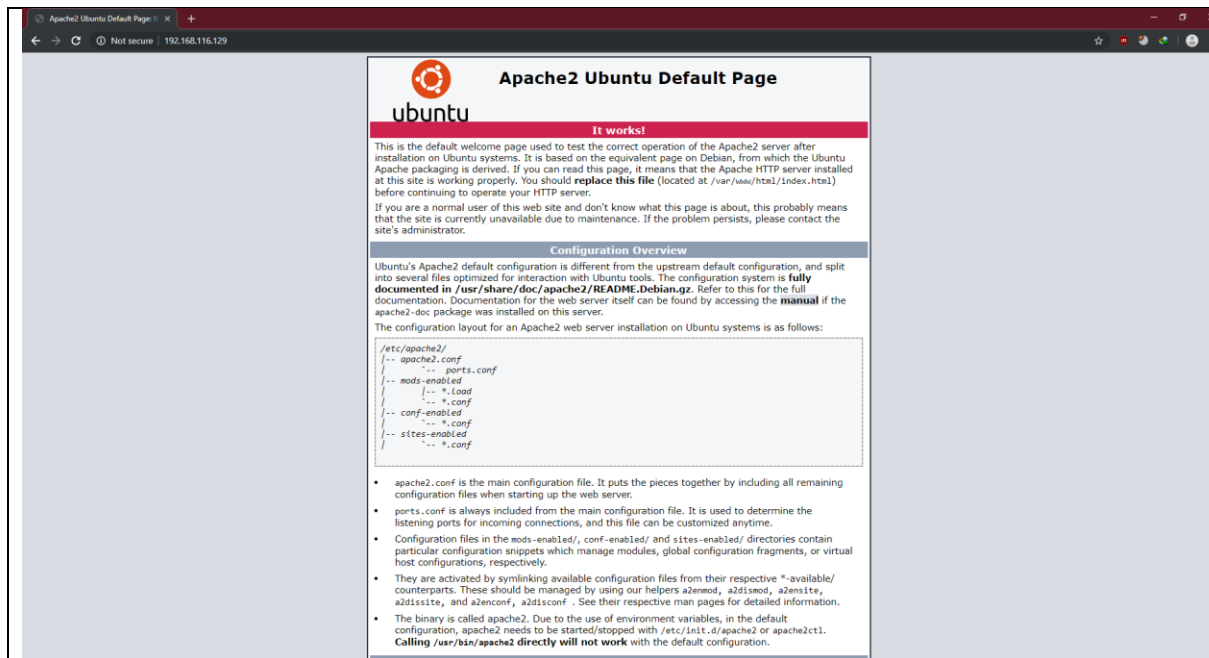 Apache2 Ubuntu Default Page:
Not secure | 192.168.116.129
Apache2 Ubuntu Default Page
ubuntu
It works!
This is the default welcome page used to test the correct operation of the Apache2 server after
installation on Ubuntu systems. It is based on the equivalent page on Debian, from which the Ubuntu
Apache packaging is derived. If you can read this page, it means that the Apache HTTP server installed
at this site is working properly. You should replace this file (located at /var/www/html/index.html)
before continuing to operate your HTTP server.
If you are a normal user of this web site and don't know what this page is about, this probably means
that the site is currently unavailable due to maintenance. If the problem persists, please contact the
site's administrator.
Configuration Overview
Ubuntu's Apache2 default configuration is different from the upstream default configuration, and split
into several files optimized for interaction with Ubuntu tools. The configuration system is fully
documented in /usr/share/doc/apache2/README.Debian.gz. Refer to this for the full
documentation. Documentation for the web server itself can be found by accessing the manual if the
apache2-doc package was installed on this server.
The configuration layout for an Apache2 web server installation on Ubuntu systems is as follows:
/etc/apache2/
|-- apache2.conf
|       `--  ports.conf
|-- mods-enabled
|       |-- *.load
|       `-- *.conf
|-- conf-enabled
|       `-- *.conf
|-- sites-enabled
|       `-- *.conf
• apache2.conf is the main configuration file. It puts the pieces together by including all remaining
configuration files when starting up the web server.
• ports.conf is always included from the main configuration file. It is used to determine the
listening ports for incoming connections, and this file can be customized anytime.
• Configuration files in the mods-enabled/, conf-enabled/ and sites-enabled/ directories contain
particular configuration snippets which manage modules, global configuration fragments, or virtual
host configurations, respectively.
• They are activated by symlinking available configuration files from their respective *-available/
counterparts. These should be managed by using our helpers a2enmod, a2dismod, a2ensite,
a2dissite, and a2enconf, a2disconf . See their respective man pages for detailed information.
• The binary is called apache2. Due to the use of environment variables, in the default
configuration, apache2 needs to be started/stopped with /etc/init.d/apache2 or apache2ctl.
Calling /usr/bin/apache2 directly will not work with the default configuration.